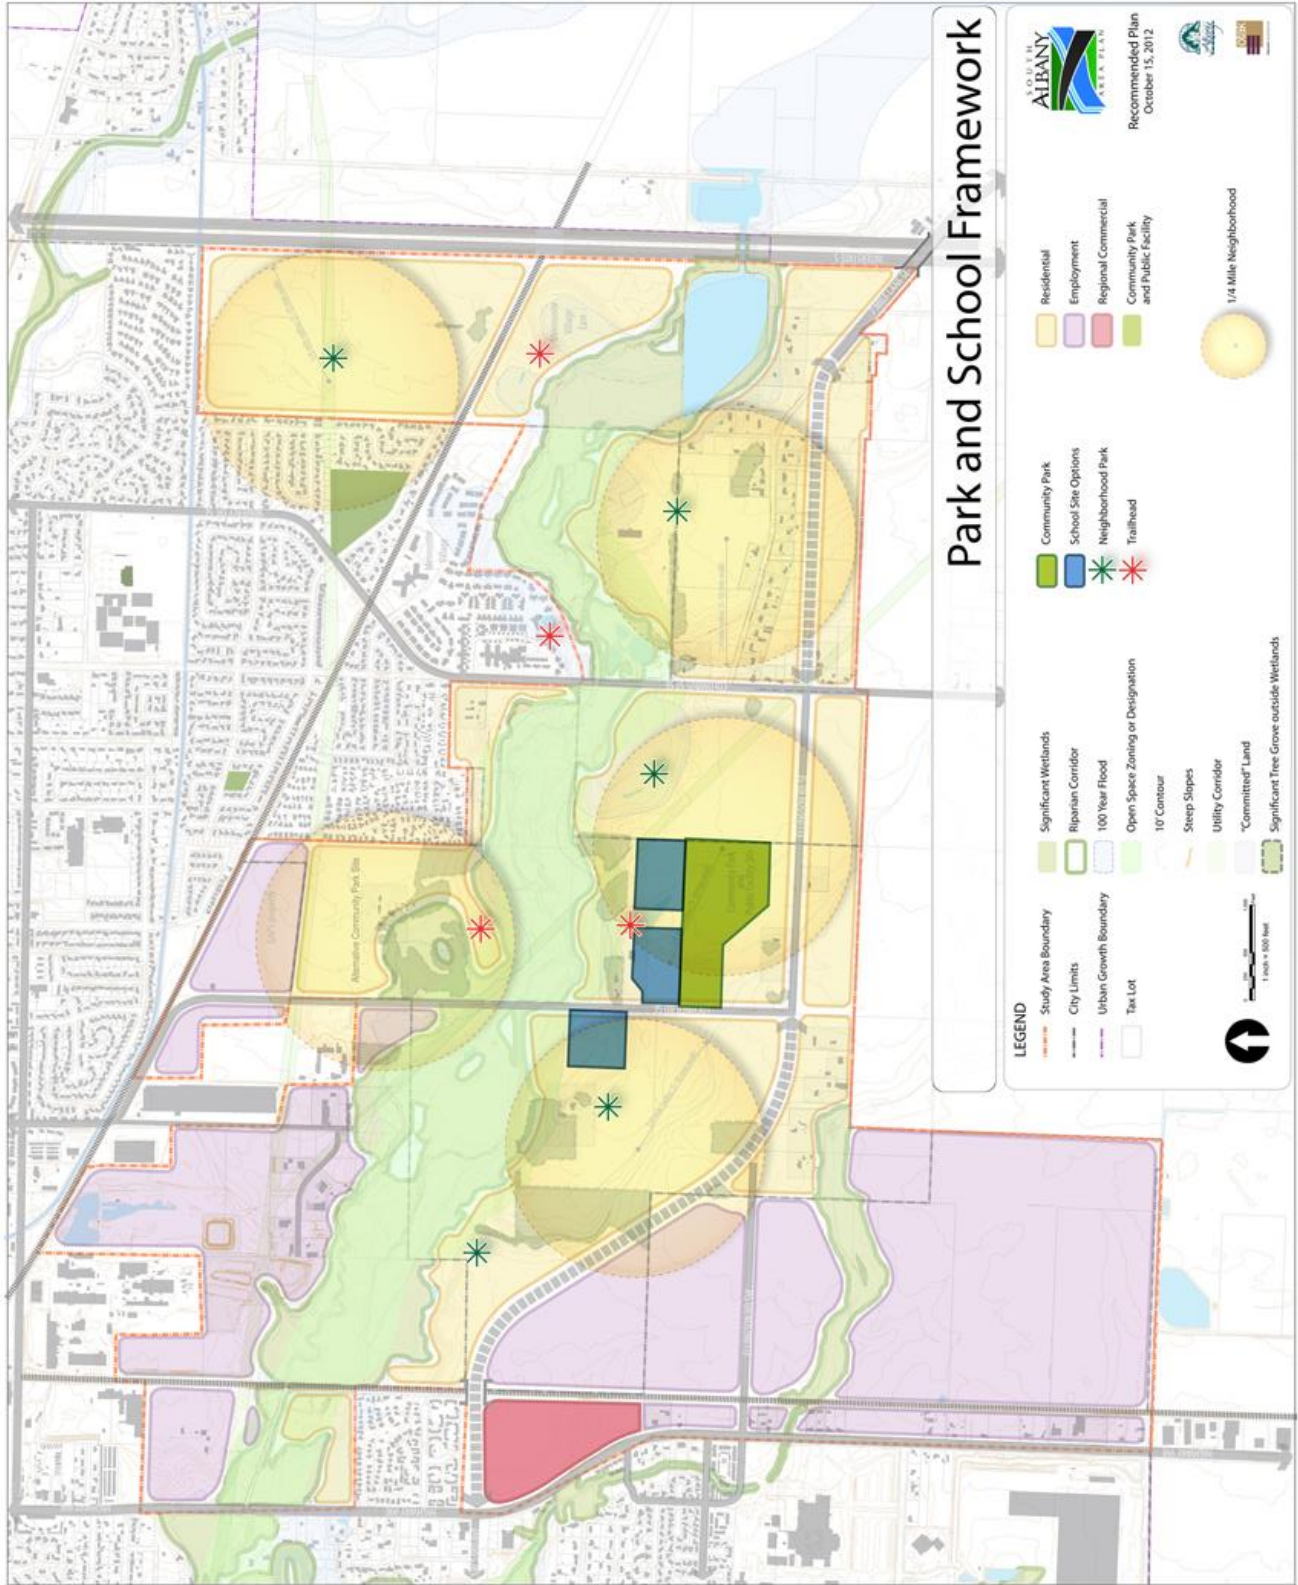 Park and School Framework
SOUTH
ALBANY
AREA PLAN
Recommended Plan
October 15, 2012
LEGEND
Study Area Boundary
City Limits
Urban Growth Boundary
Tax Lot
Significant Wetlands
Riparian Corridor
100 Year Flood
Open Space Zoning or Designation
10' Contour
Steep Slopes
Utility Corridor
"Committed" Land
Significant Tree Grove outside Wetlands
Community Park
School Site Options
Neighborhood Park
Trailhead
Residential
Employment
Regional Commercial
Community Park
and Public Facility
1/4 Mile Neighborhood
1 inch = 500 feet
Alternative Community Park Site